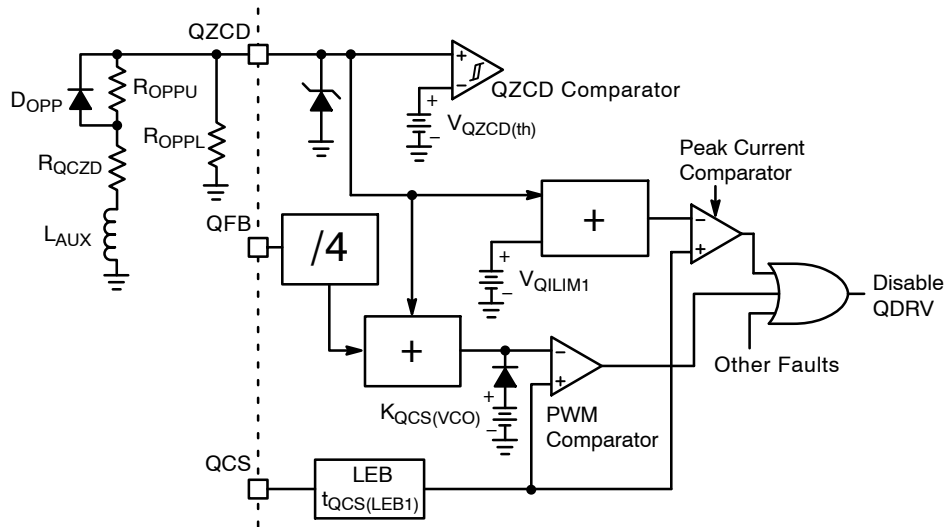 QZCD
+
−
DOPP
ROPPU
ROPPL
QZCD Comparator
+
−
VQZCD(th)
RQCZD
Peak Current
Comparator
QFB
LAUX
/4
+
−
+
+
−
VQILIM1
Disable
QDRV
+
−
+
Other Faults
+
−
KQCS(VCO)
PWM
Comparator
QCS
LEB
tQCS(LEB1)